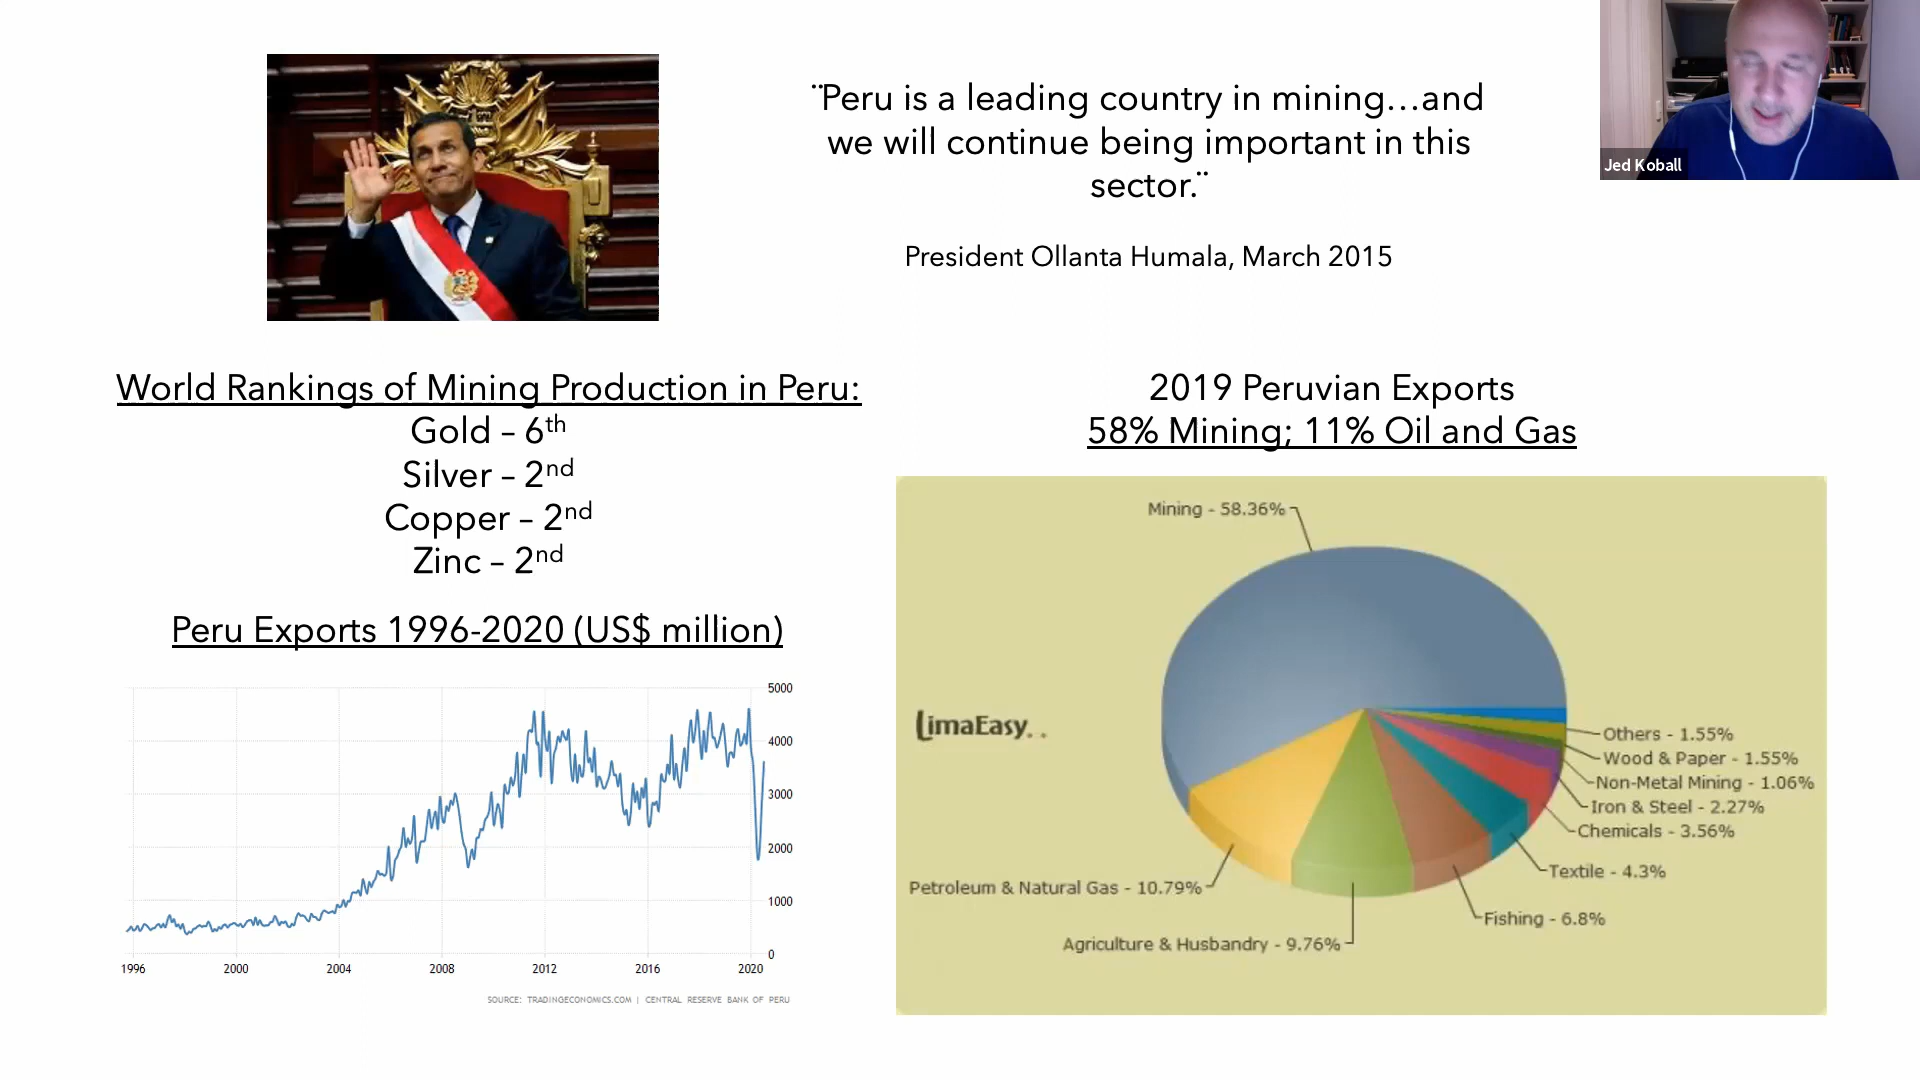 ¨Peru is a leading country in mining…and
we will continue being important in this
sector.¨
President Ollanta Humala, March 2015
Jed Koball
World Rankings of Mining Production in Peru:
Gold – 6th
Silver – 2nd
Copper – 2nd
Zinc – 2nd
Peru Exports 1996-2020 (US$ million)
5000
4000
3000
2000
1000
0
1996 2000 2004 2008 2012 2016 2020
SOURCE: TRADINGECONOMICS.COM | CENTRAL RESERVE BANK OF PERU
2019 Peruvian Exports
58% Mining; 11% Oil and Gas
Mining - 58.36%
LimaEasy..
Others - 1.55%
Wood & Paper - 1.55%
Non-Metal Mining - 1.06%
Iron & Steel - 2.27%
Chemicals - 3.56%
Textile - 4.3%
Petroleum & Natural Gas - 10.79%
Fishing - 6.8%
Agriculture & Husbandry - 9.76%